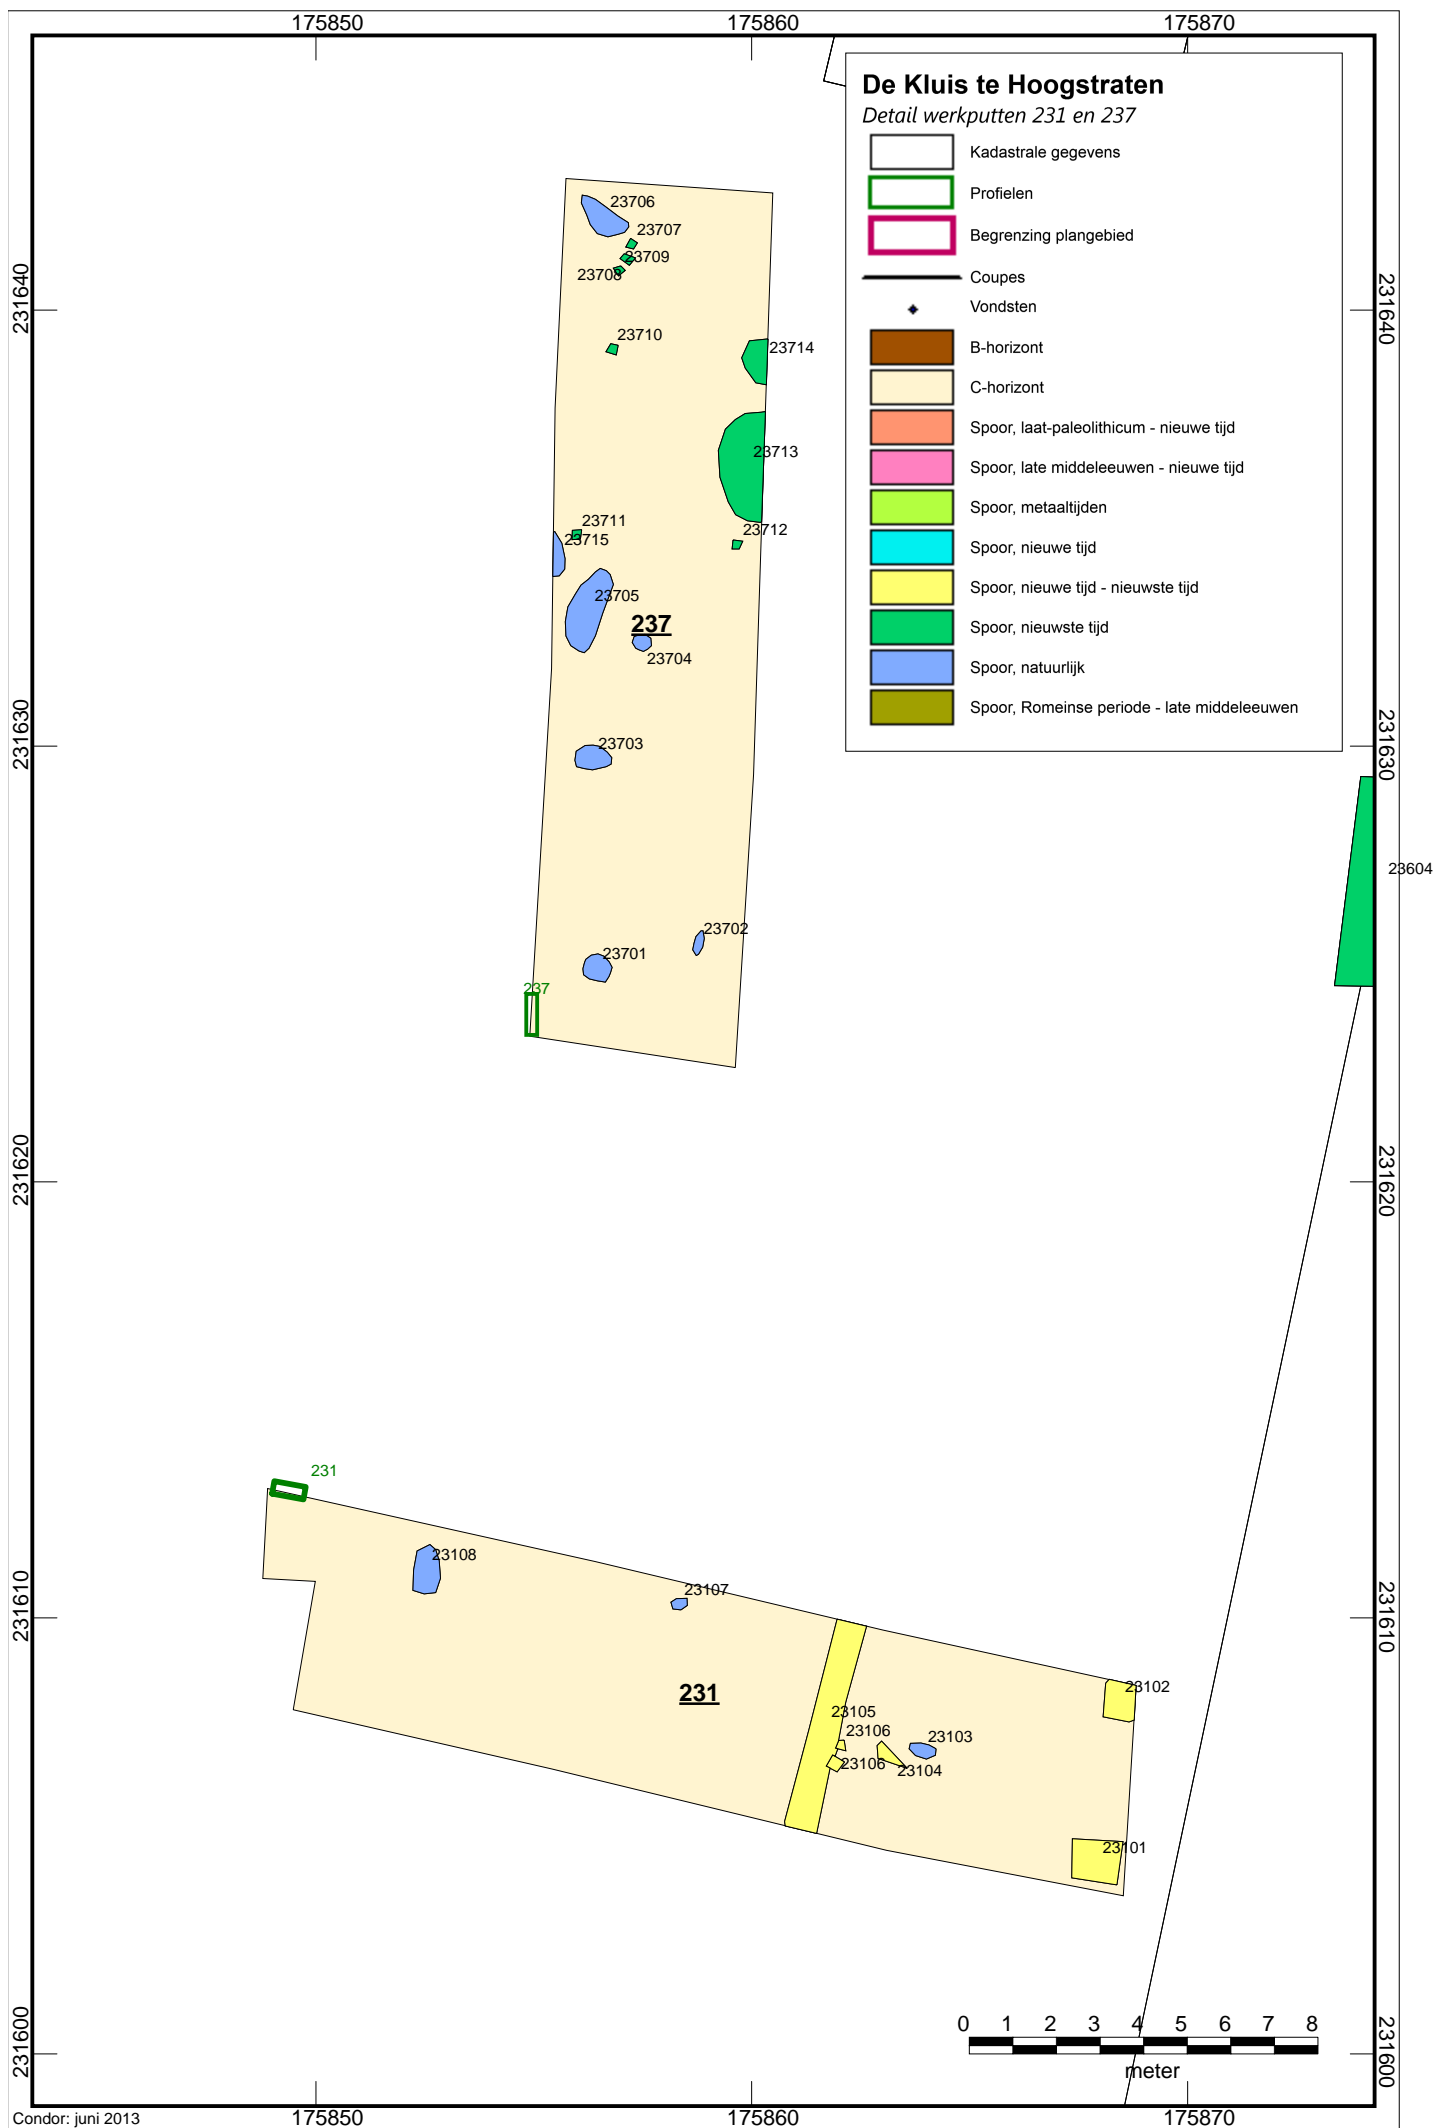 175850
175860
175870
De Kluis te Hoogstraten
Detail werkputten 231 en 237
Kadastrale gegevens
Profielen
Begrenzing plangebied
Coupes
Vondsten
B-horizont
C-horizont
Spoor, laat-paleolithicum - nieuwe tijd
Spoor, late middeleeuwen - nieuwe tijd
Spoor, metaaltijden
Spoor, nieuwe tijd
Spoor, nieuwe tijd - nieuwste tijd
Spoor, nieuwste tijd
Spoor, natuurlijk
Spoor, Romeinse periode - late middeleeuwen
23706
23707
23709
23708
231640
231640
23710
23714
23713
23711
23712
23715
23705
237
23704
231630
231630
23703
23604
23702
23701
237
231620
231620
231
23108
23107
231610
231610
23102
231
23105
23106
23103
23106
23104
23101
231600
231600
0 1 2 3 4 5 6 7 8
meter
175850
175860
175870
Condor: juni 2013